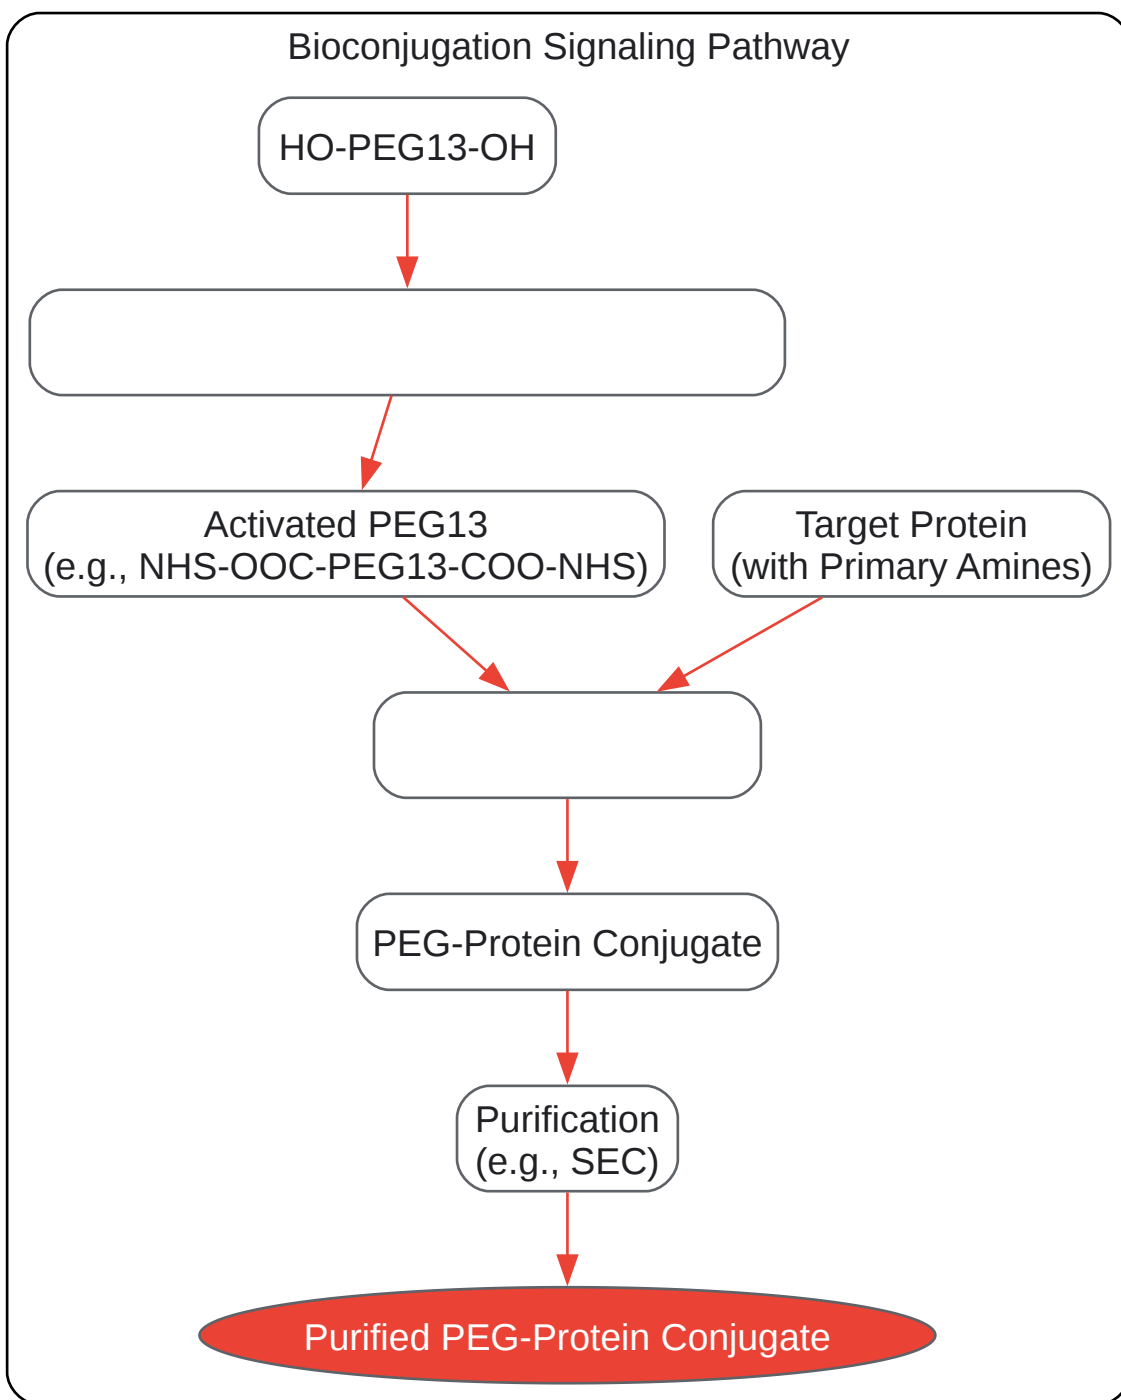 Bioconjugation Signaling Pathway
HO-PEG13-OH
Activated PEG13
(e.g., NHS-OOC-PEG13-COO-NHS)
Target Protein
(with Primary Amines)
PEG-Protein Conjugate
Purification
(e.g., SEC)
Purified PEG-Protein Conjugate